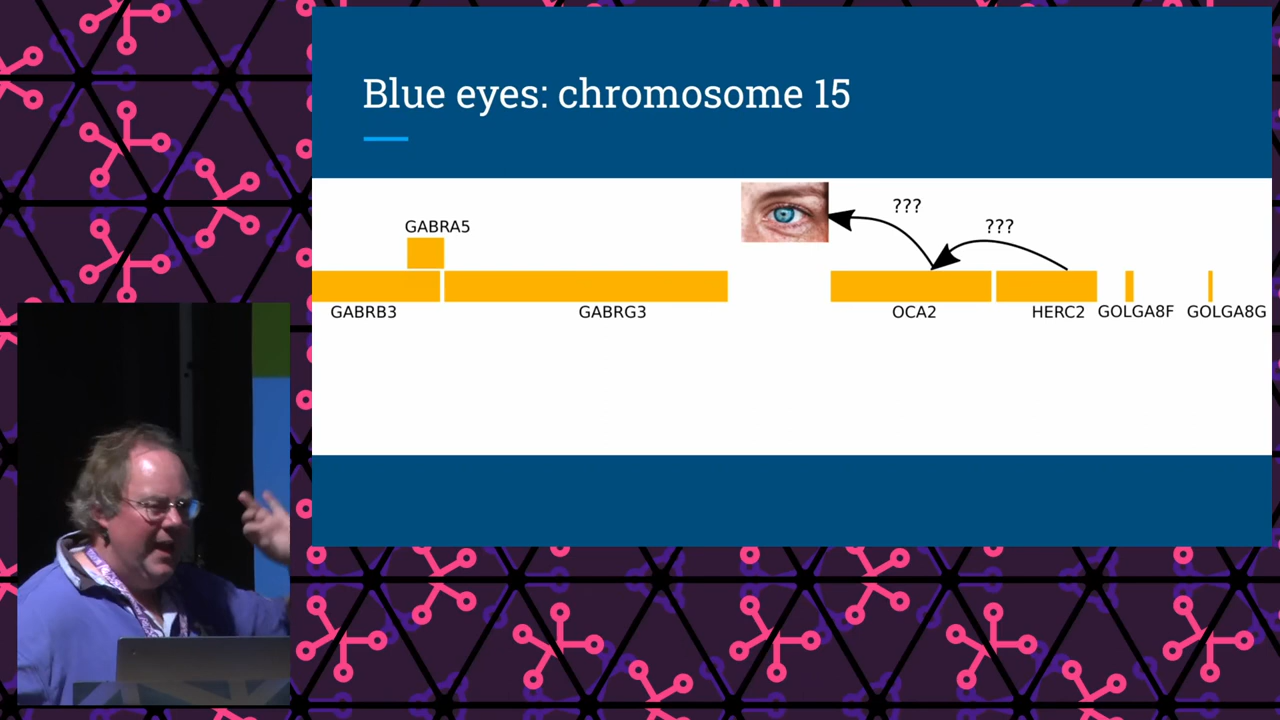 Blue eyes: chromosome 15
???
???
GABRA5
GABRB3
GABRG3
OCA2
HERC2
GOLGA8F
GOLGA8G